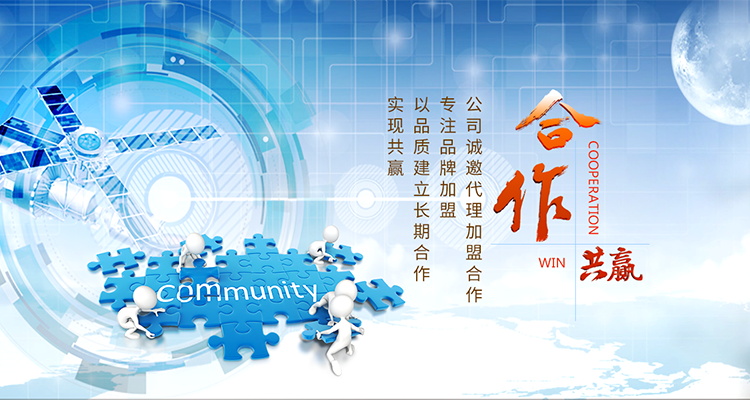 合作
COOPERATION
WIN
共赢
公司诚邀代理加盟合作
专注品牌加盟
以品质建立长期合作
实现共赢
community